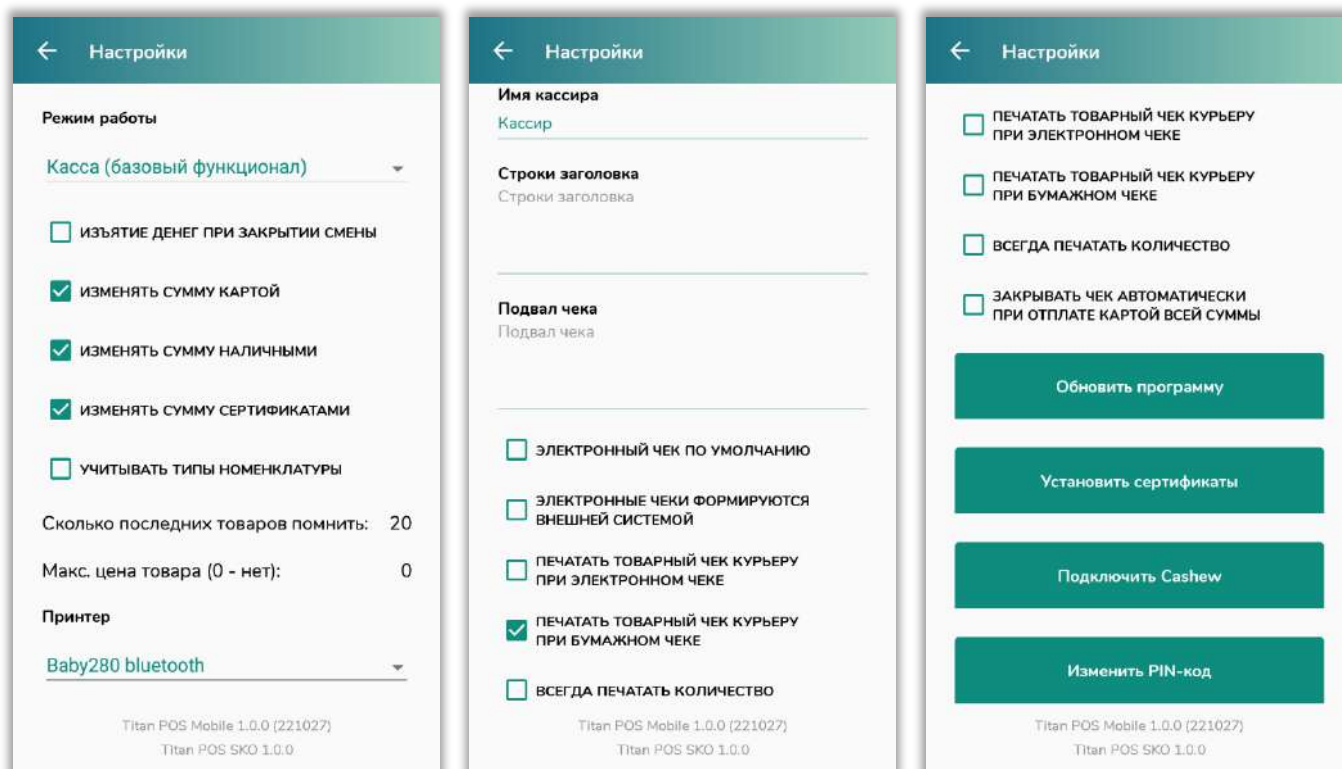 Настройки
Режим работы
Касса (базовый функционал)
ИЗЪЯТИЕ ДЕНЕГ ПРИ ЗАКРЫТИИ СМЕНЫ
ИЗМЕНЯТЬ СУММУ КАРТОЙ
ИЗМЕНЯТЬ СУММУ НАЛИЧНЫМИ
ИЗМЕНЯТЬ СУММУ СЕРТИФИКАТАМИ
УЧИТЫВАТЬ ТИПЫ НОМЕНКЛАТУРЫ
Сколько последних товаров помнить: 20
Макс. цена товара (0 - нет): 0
Принтер
Baby280 bluetooth
Titan POS Mobile 1.0.0 (221027)
Titan POS SKO 1.0.0
Настройки
Имя кассира
Кассир
Строки заголовка
Строки заголовка
Подвал чека
Подвал чека
ЭЛЕКТРОННЫЙ ЧЕК ПО УМОЛЧАНИЮ
ЭЛЕКТРОННЫЕ ЧЕКИ ФОРМИРУЮТСЯ
ВНЕШНЕЙ СИСТЕМОЙ
ПЕЧАТАТЬ ТОВАРНЫЙ ЧЕК КУРЬЕРУ
ПРИ ЭЛЕКТРОННОМ ЧЕКЕ
ПЕЧАТАТЬ ТОВАРНЫЙ ЧЕК КУРЬЕРУ
ПРИ БУМАЖНОМ ЧЕКЕ
ВСЕГДА ПЕЧАТАТЬ КОЛИЧЕСТВО
Titan POS Mobile 1.0.0 (221027)
Titan POS SKO 1.0.0
Настройки
ПЕЧАТАТЬ ТОВАРНЫЙ ЧЕК КУРЬЕРУ
ПРИ ЭЛЕКТРОННОМ ЧЕКЕ
ПЕЧАТАТЬ ТОВАРНЫЙ ЧЕК КУРЬЕРУ
ПРИ БУМАЖНОМ ЧЕКЕ
ВСЕГДА ПЕЧАТАТЬ КОЛИЧЕСТВО
ЗАКРЫВАТЬ ЧЕК АВТОМАТИЧЕСКИ
ПРИ ОТПЛАТЕ КАРТОЙ ВСЕЙ СУММЫ
Обновить программу
Установить сертификаты
Подключить Cashew
Изменить PIN-код
Titan POS Mobile 1.0.0 (221027)
Titan POS SKO 1.0.0